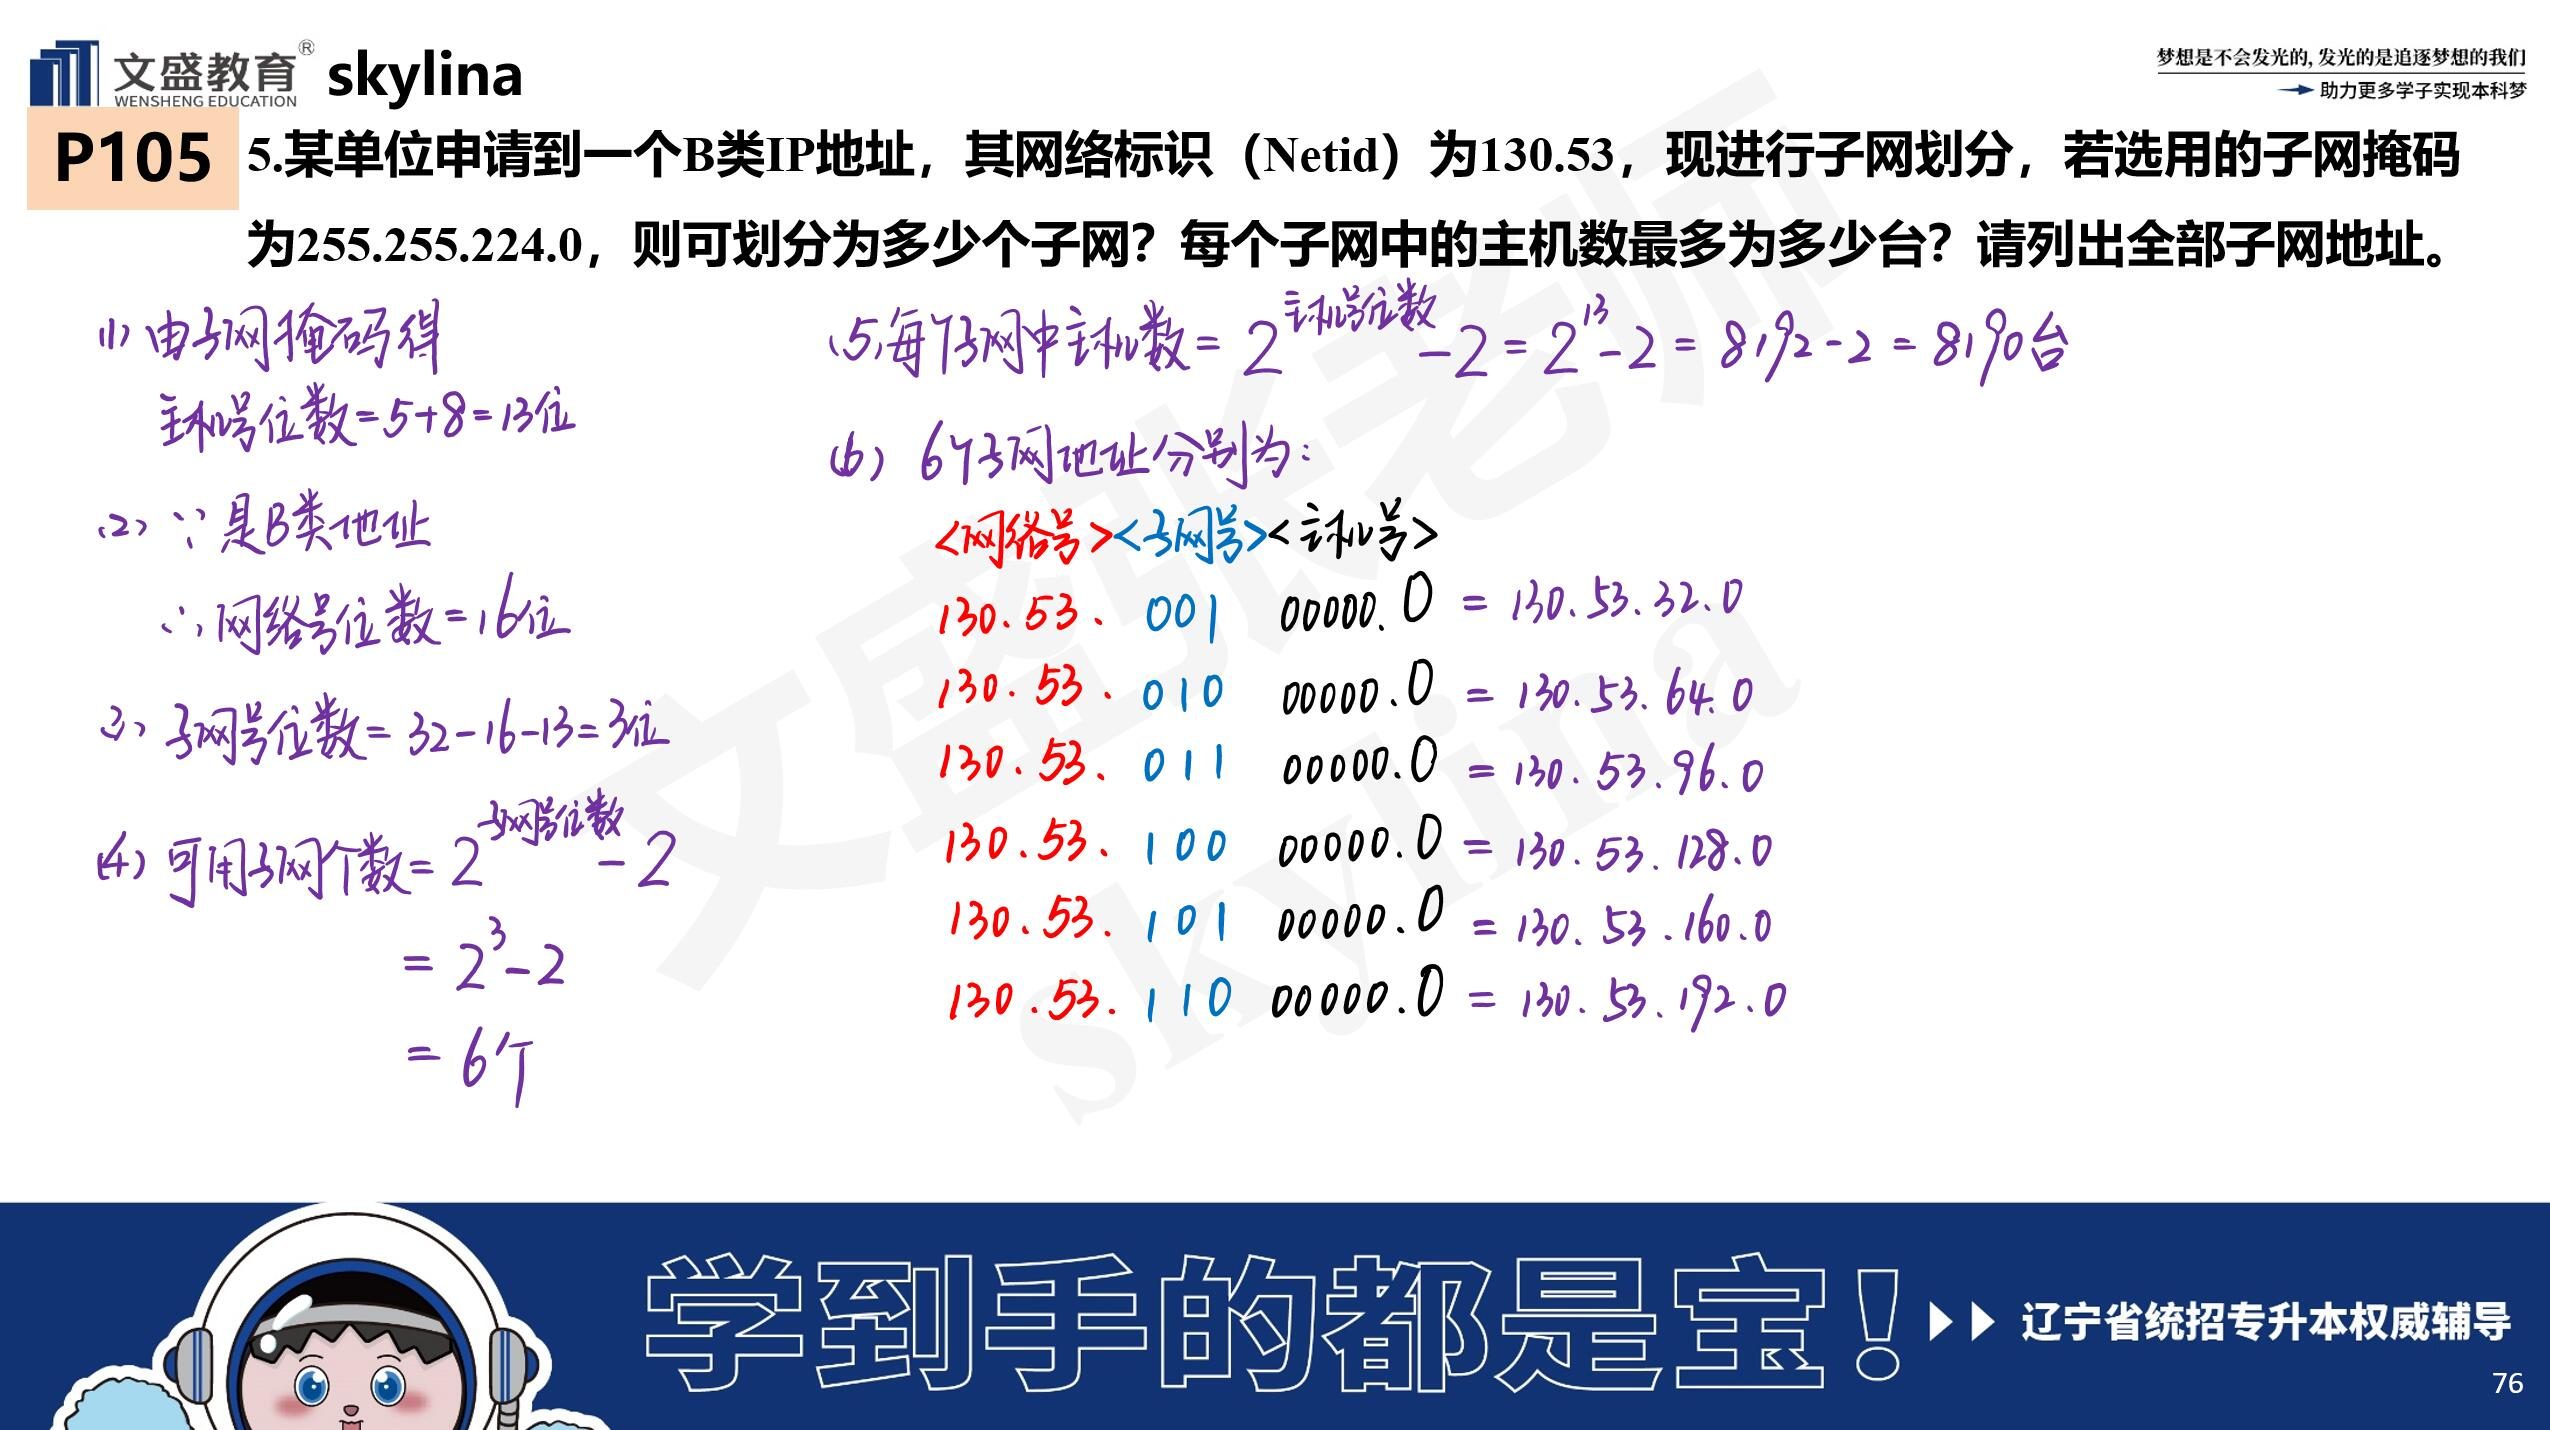 文盛教育®
WENSHENG EDUCATION
skylina
梦想是不会发光的,发光的是追逐梦想的我们
助力更多学子实现本科梦
P105
5.某单位申请到一个B类IP地址，其网络标识（Netid）为130.53，现进行子网划分，若选用的子网掩码
为255.255.224.0，则可划分为多少个子网？每个子网中的主机数最多为多少台？请列出全部子网地址。
(1) 由子网掩码得
主机号位数=5+8=13位
(2) ∵是B类地址
∴网络号位数=16位
(3) 子网号位数=32-16-13=3位
(4) 可用子网个数=2^子网号位数-2
=2^3-2
=6个
(5)每个子网中主机数=2^主机号位数-2=2^13-2=8192-2=8190台
(6) 6个子网地址分别为:
<网络号><子网号><主机号>
130.53. 001 00000.0 = 130.53.32.0
130.53. 010 00000.0 = 130.53.64.0
130.53. 011 00000.0 = 130.53.96.0
130.53. 100 00000.0 = 130.53.128.0
130.53. 101 00000.0 = 130.53.160.0
130.53. 110 00000.0 = 130.53.192.0
文盛张老师
skylina
学到手的都是宝！
辽宁省统招专升本权威辅导
76